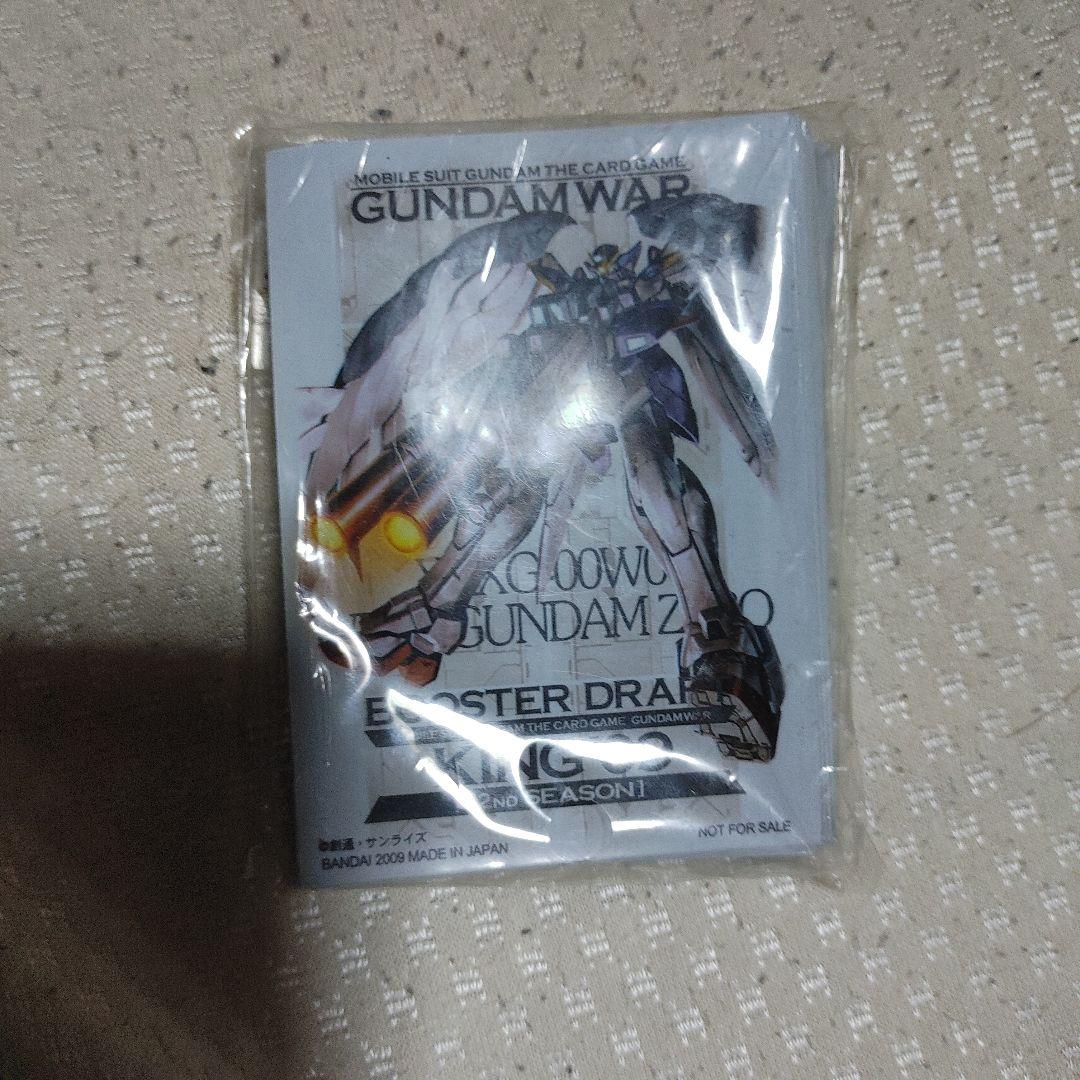 MOBILE SUIT GUNDAM THE CARD GAME
GUNDAM WAR
GUNDAM
BOOSTER DRAFT
THE CARD GAME GUNDAM WAR
KING
2ND SEASON
NOT FOR SALE
©創通・サンライズ
BANDAI 2009 MADE IN JAPAN